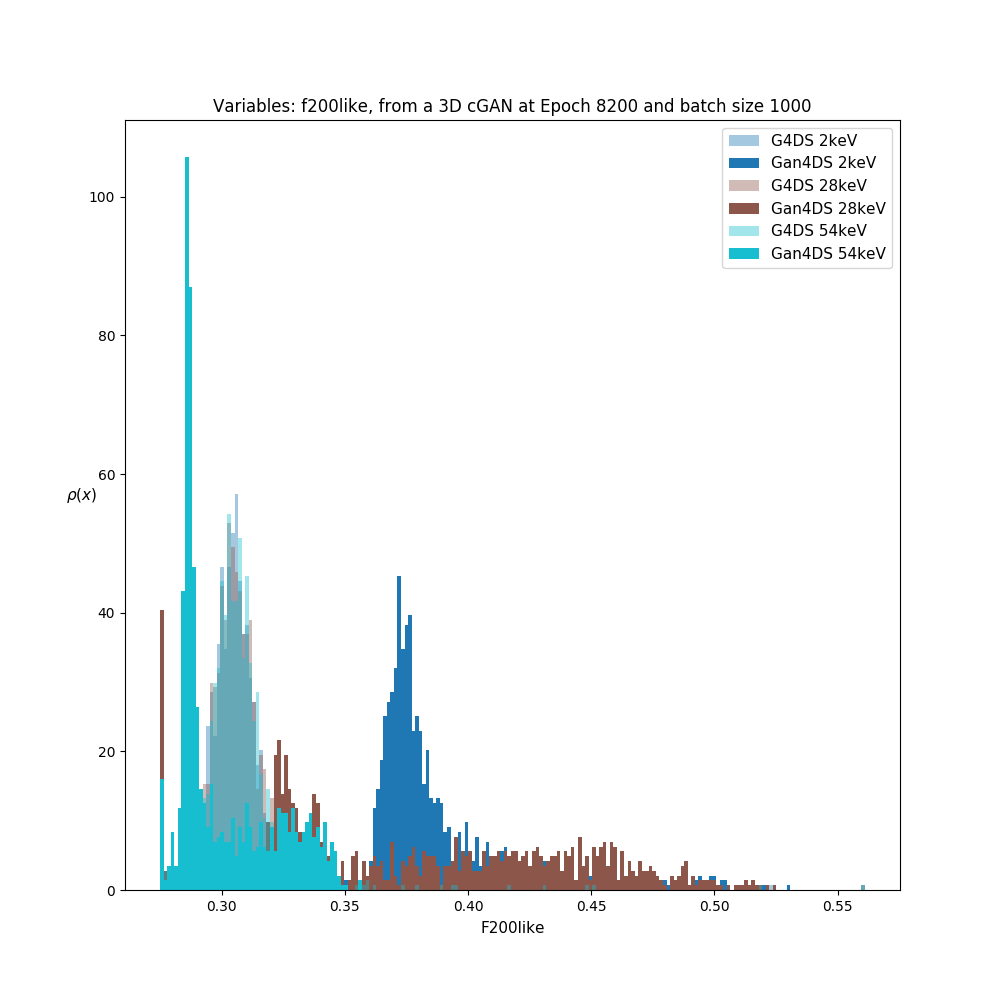 Variables: f200like, from a 3D cGAN at Epoch 8200 and batch size 1000
G4DS 2keV
Gan4DS 2keV
G4DS 28keV
Gan4DS 28keV
G4DS 54keV
Gan4DS 54keV
100
80
60
ρ(x)
40
20
0
0.30 0.35 0.40 0.45 0.50 0.55
F200like